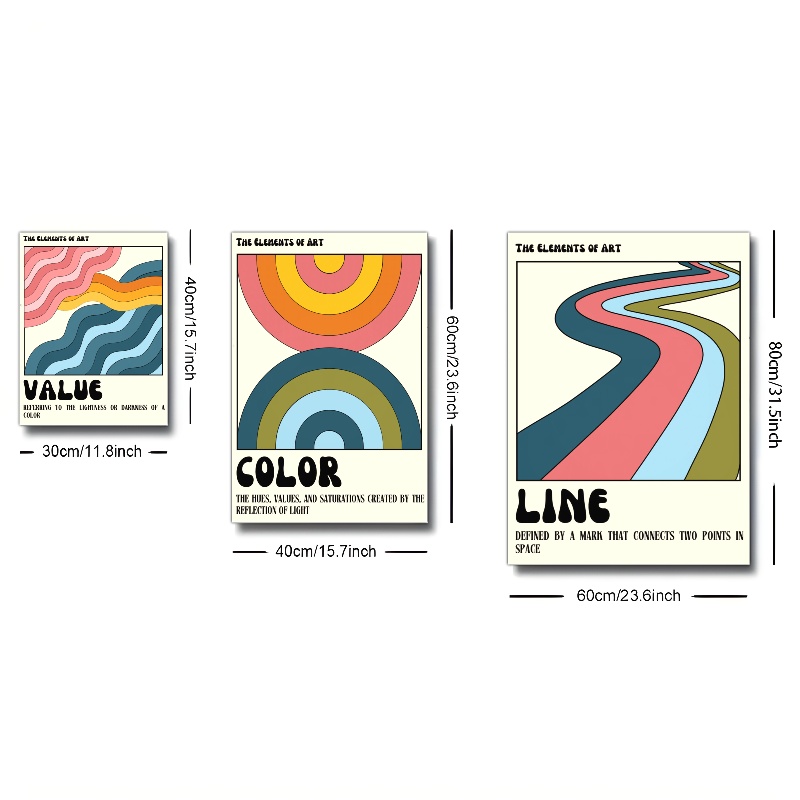 THE ELEMENTS OF ART
VALUE
REFERRING TO THE LIGHTNESS OR DARKNESS OF A
COLOR
40cm/15.7inch
30cm/11.8inch
THE ELEMENTS OF ART
COLOR
THE HUES, VALUES, AND SATURATIONS CREATED BY THE
REFLECTION OF LIGHT
60cm/23.6inch
40cm/15.7inch
THE ELEMENTS OF ART
LINE
DEFINED BY A MARK THAT CONNECTS TWO POINTS IN
SPACE
80cm/31.5inch
60cm/23.6inch